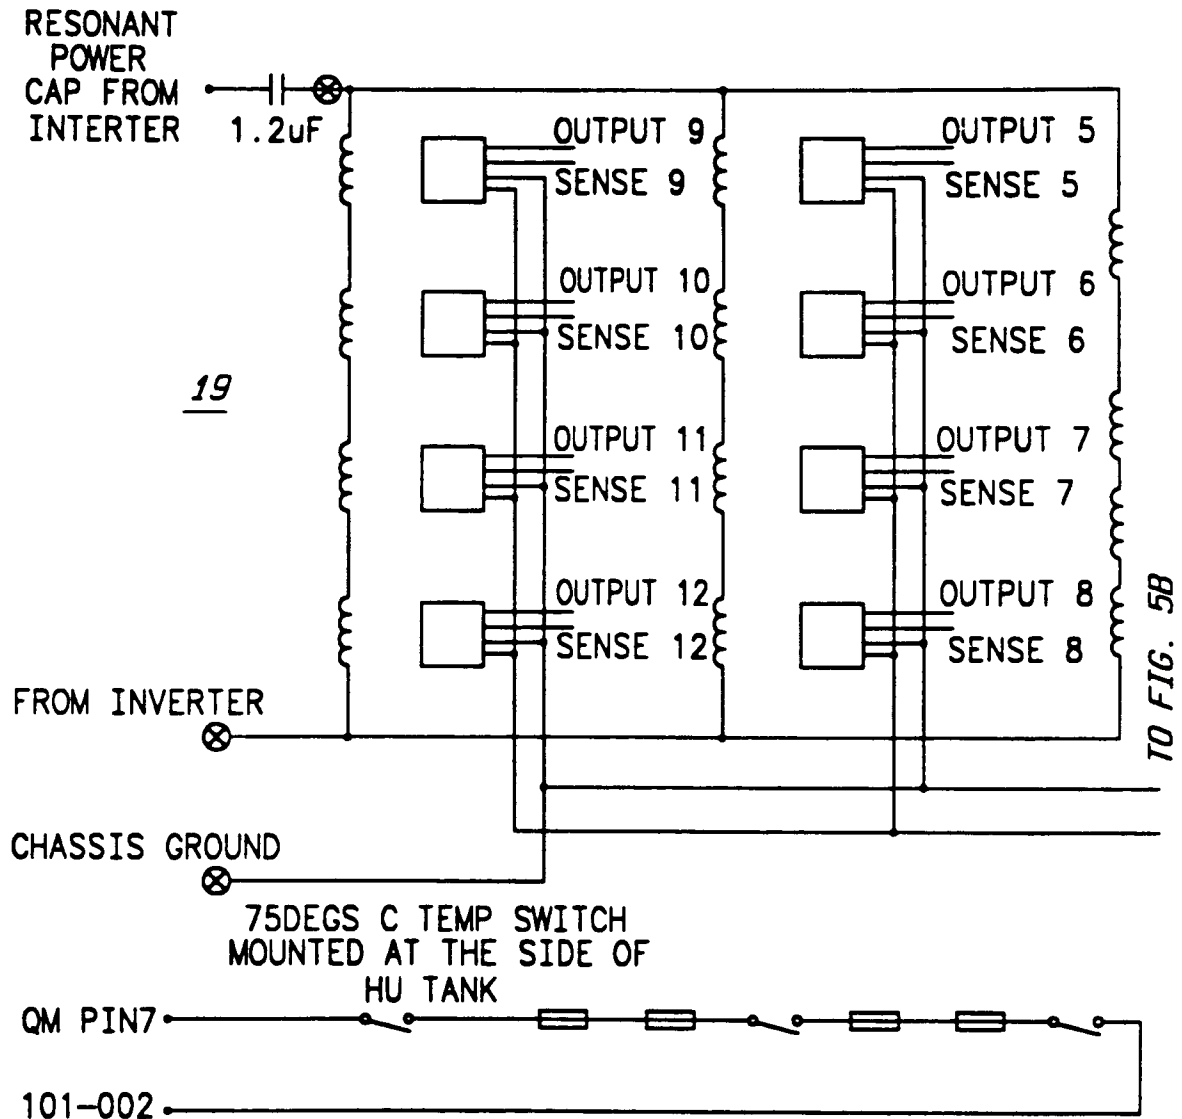 RESONANT
POWER
CAP FROM
INTERTER
1.2uF
OUTPUT 9
SENSE 9
OUTPUT 5
SENSE 5
OUTPUT 10
SENSE 10
OUTPUT 6
SENSE 6
19
OUTPUT 11
SENSE 11
OUTPUT 7
SENSE 7
OUTPUT 12
SENSE 12
OUTPUT 8
SENSE 8
TO FIG. 5B
FROM INVERTER
CHASSIS GROUND
75DEGS C TEMP SWITCH
MOUNTED AT THE SIDE OF
HU TANK
QM PIN7
101-002